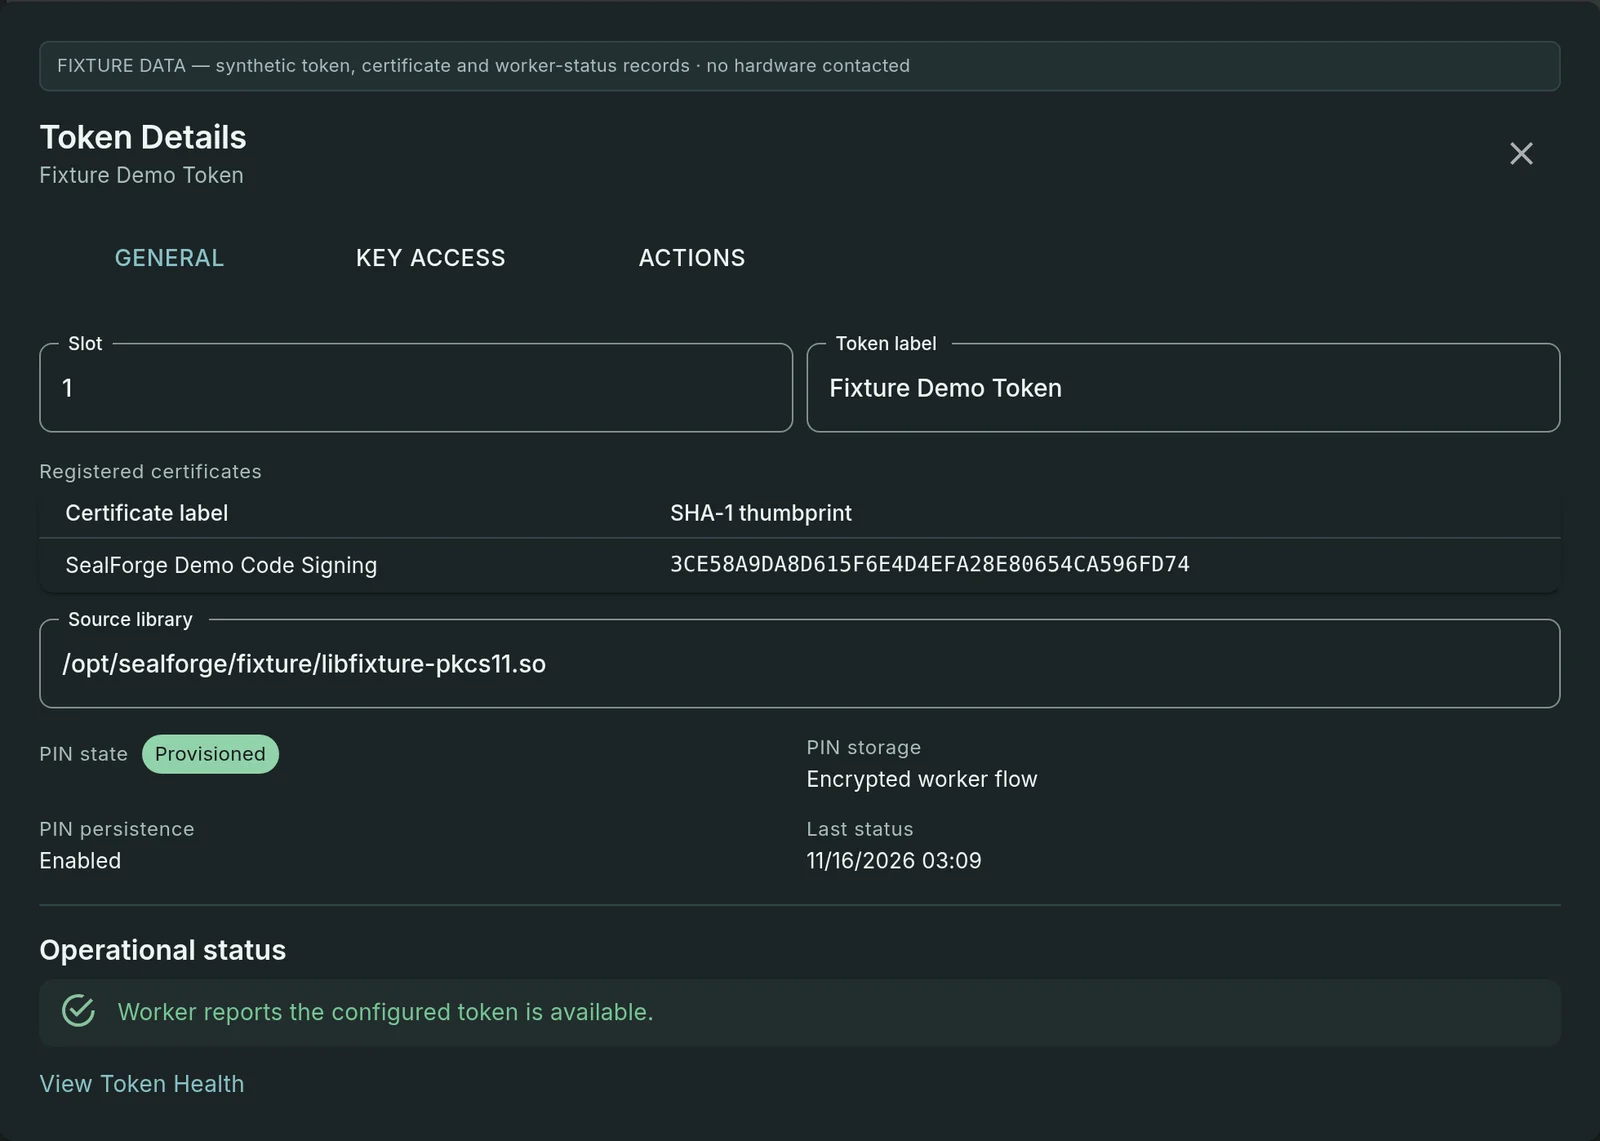 FIXTURE DATA — synthetic token, certificate and worker-status records · no hardware contacted
Token Details
Fixture Demo Token
GENERAL KEY ACCESS ACTIONS
Slot
1
Token label
Fixture Demo Token
Registered certificates
Certificate label SHA-1 thumbprint
SealForge Demo Code Signing 3CE58A9DA8D615F6E4D4EFA28E80654CA596FD74
Source library
/opt/sealforge/fixture/libfixture-pkcs11.so
PIN state Provisioned
PIN storage
Encrypted worker flow
PIN persistence
Enabled
Last status
11/16/2026 03:09
Operational status
Worker reports the configured token is available.
View Token Health